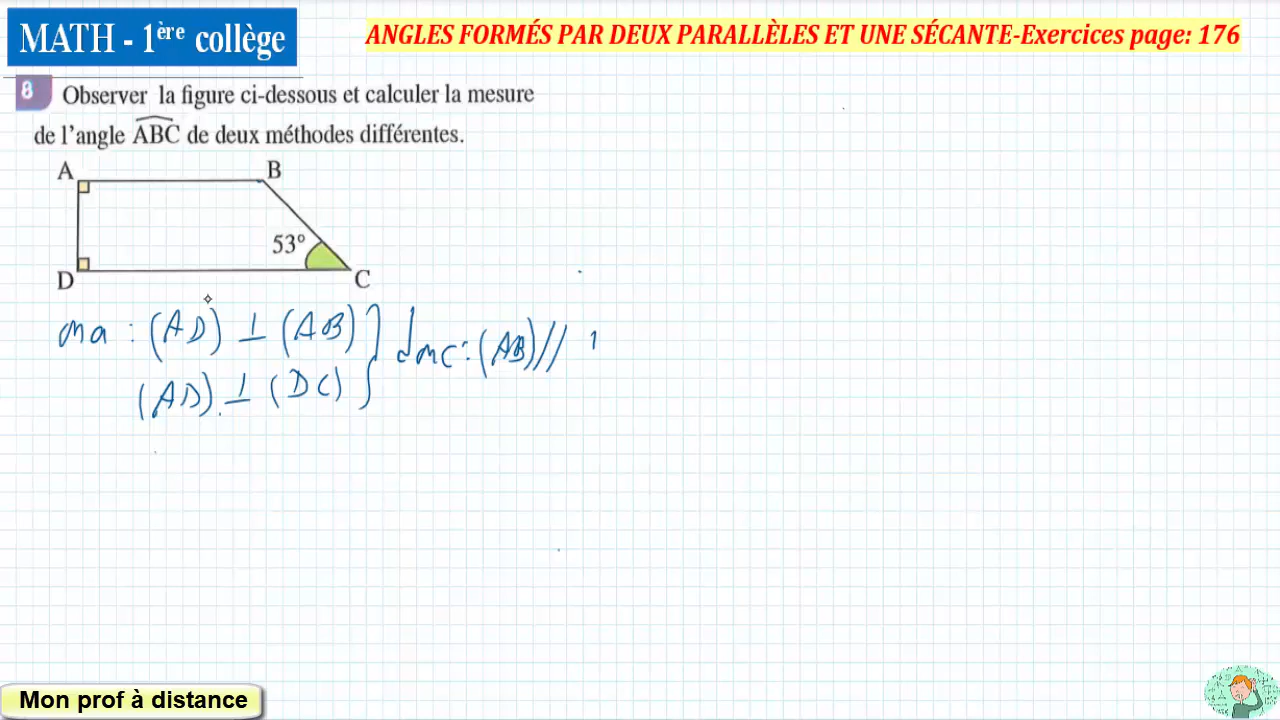 MATH - 1ère collège
ANGLES FORMÉS PAR DEUX PARALLÈLES ET UNE SÉCANTE-Exercices page: 176
8 Observer la figure ci-dessous et calculer la mesure
de l'angle ABC de deux méthodes différentes.
A B
53°
D C
on a : (AD) ⊥ (AB) } donc : (AB) //
(AD) ⊥ (DC)
Mon prof à distance